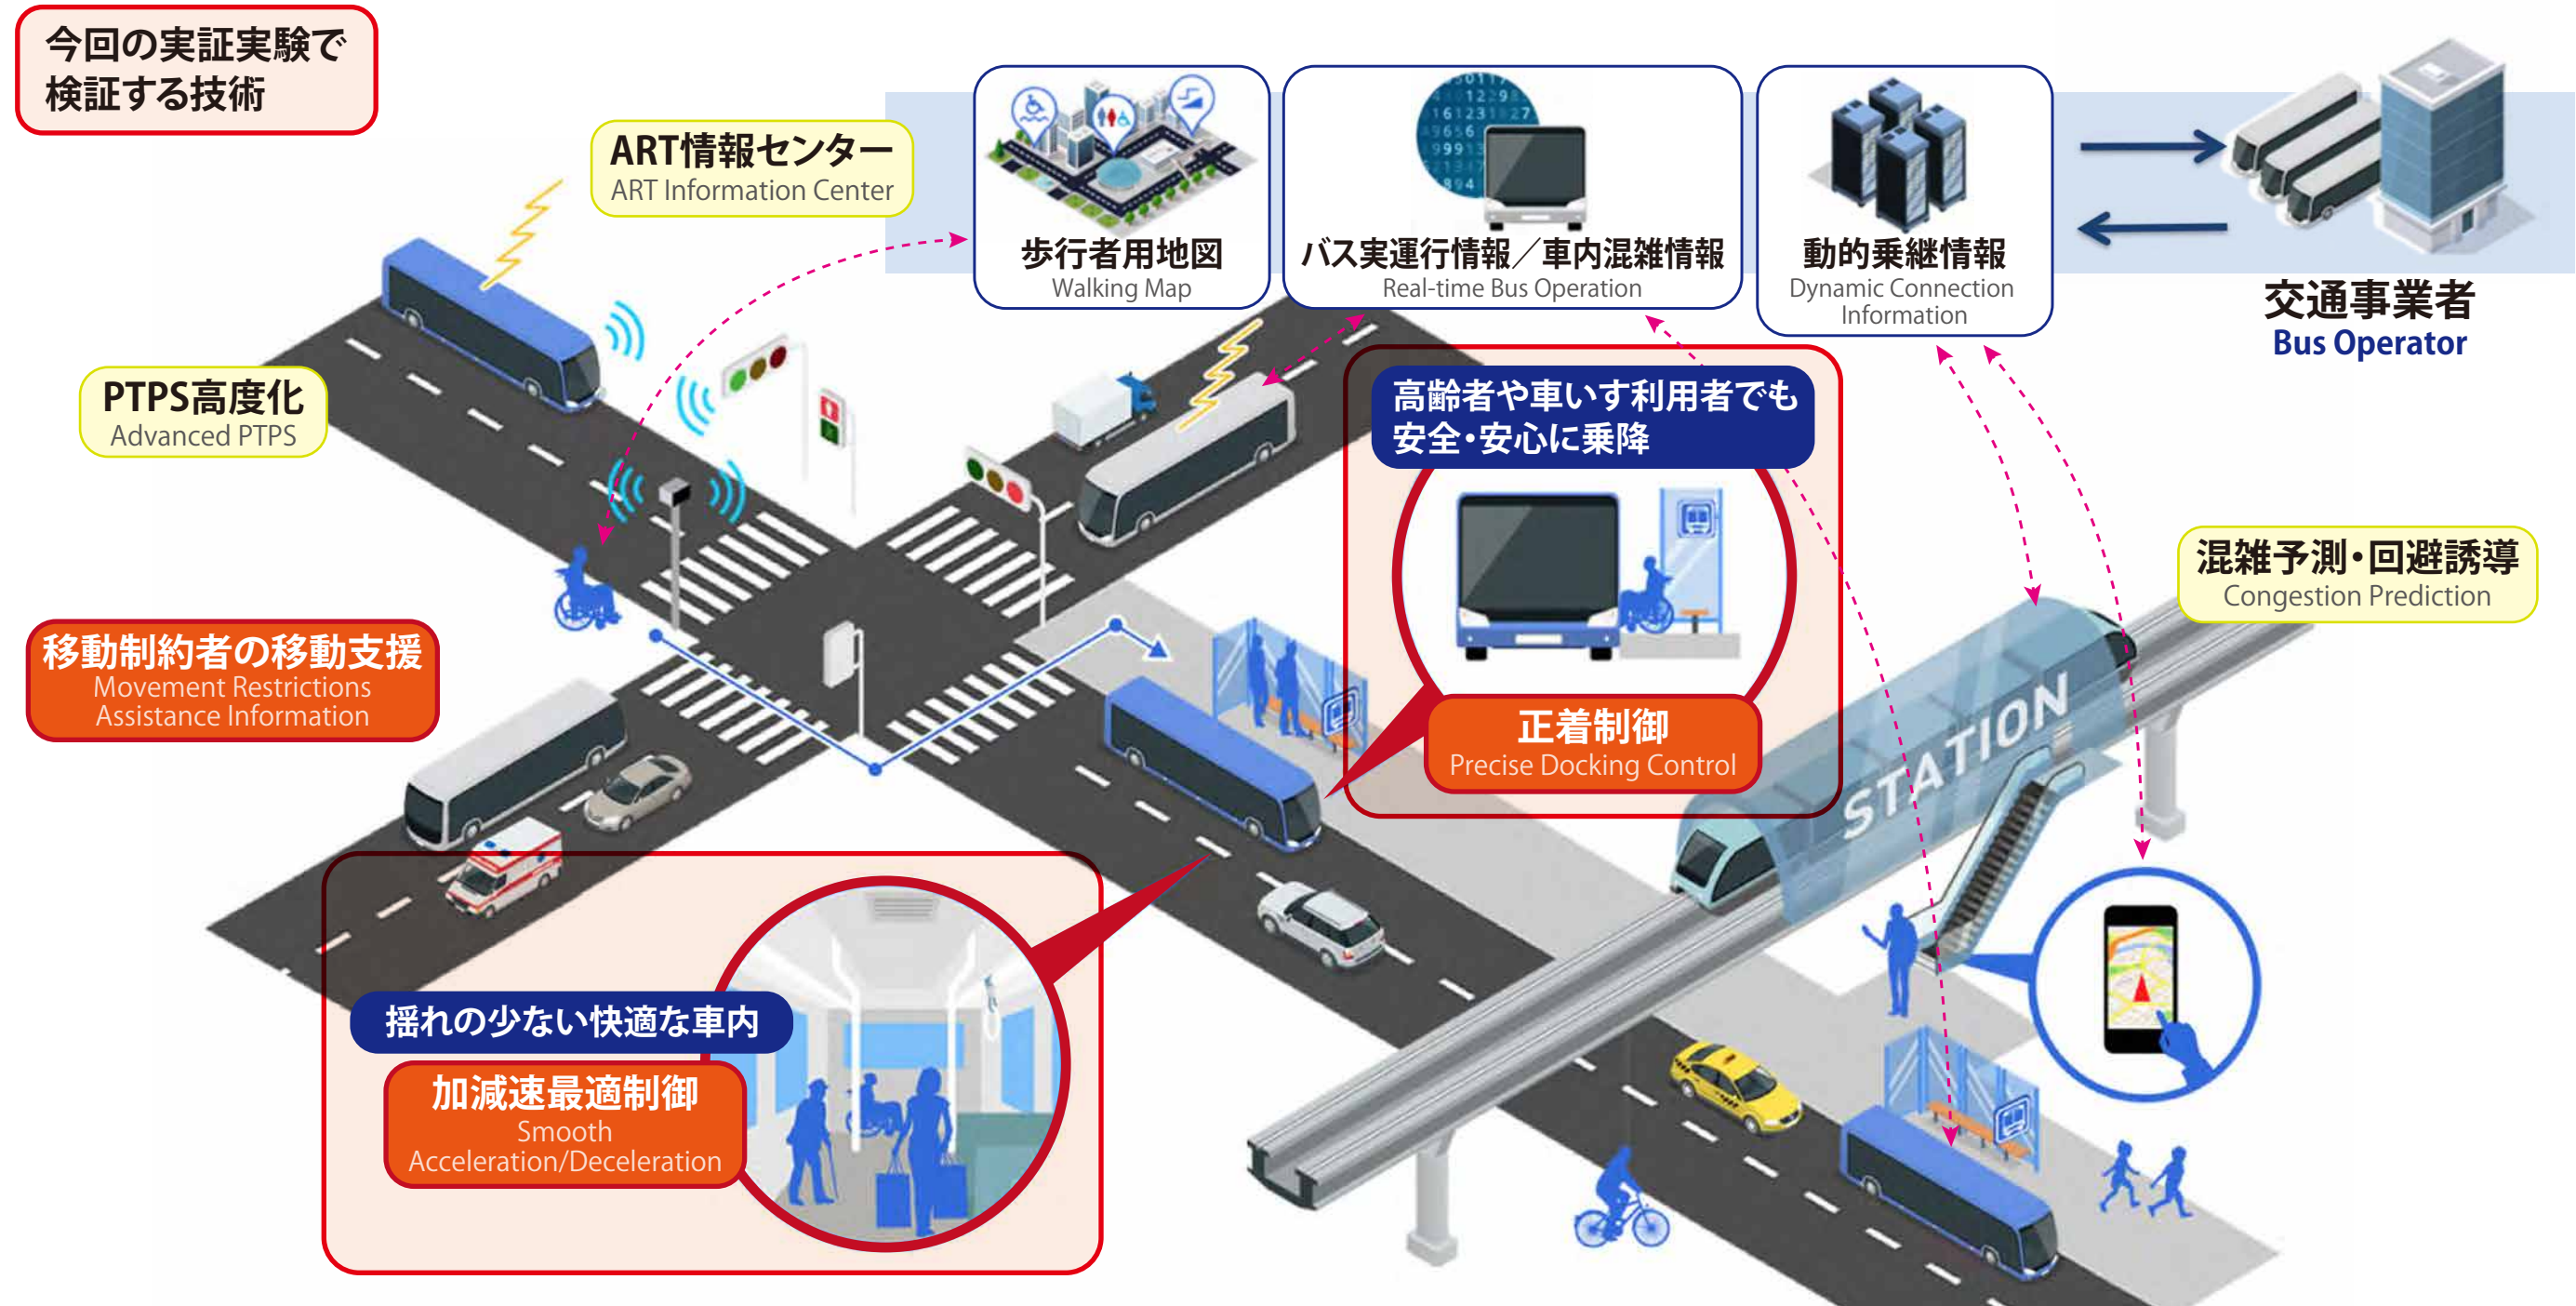 今回の実証実験で
検証する技術
ART情報センター
ART Information Center
歩行者用地図
Walking Map
バス実運行情報／車内混雑情報
Real-time Bus Operation
動的乗継情報
Dynamic Connection
Information
交通事業者
Bus Operator
PTPS高度化
Advanced PTPS
高齢者や車いす利用者でも
安全・安心に乗降
正着制御
Precise Docking Control
混雑予測・回避誘導
Congestion Prediction
移動制約者の移動支援
Movement Restrictions
Assistance Information
STATION
揺れの少ない快適な車内
加減速最適制御
Smooth
Acceleration/Deceleration